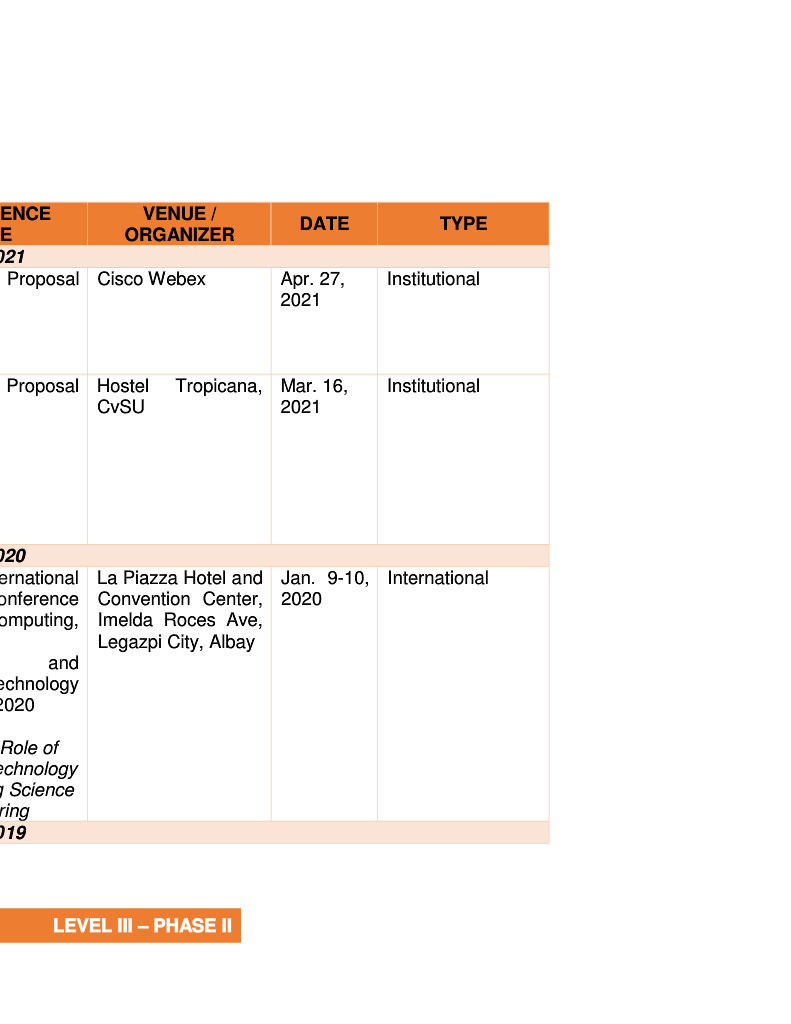 ENCE VENUE / DATE TYPE
E ORGANIZER
021
Proposal Cisco Webex Apr. 27, Institutional
2021
Proposal Hostel Tropicana, Mar. 16, Institutional
CvSU 2021
020
ernational La Piazza Hotel and Jan. 9-10, International
onference Convention Center, 2020
omputing, Imelda Roces Ave,
Legazpi City, Albay
and
echnology
2020
Role of
echnology
g Science
ring
019
LEVEL III – PHASE II